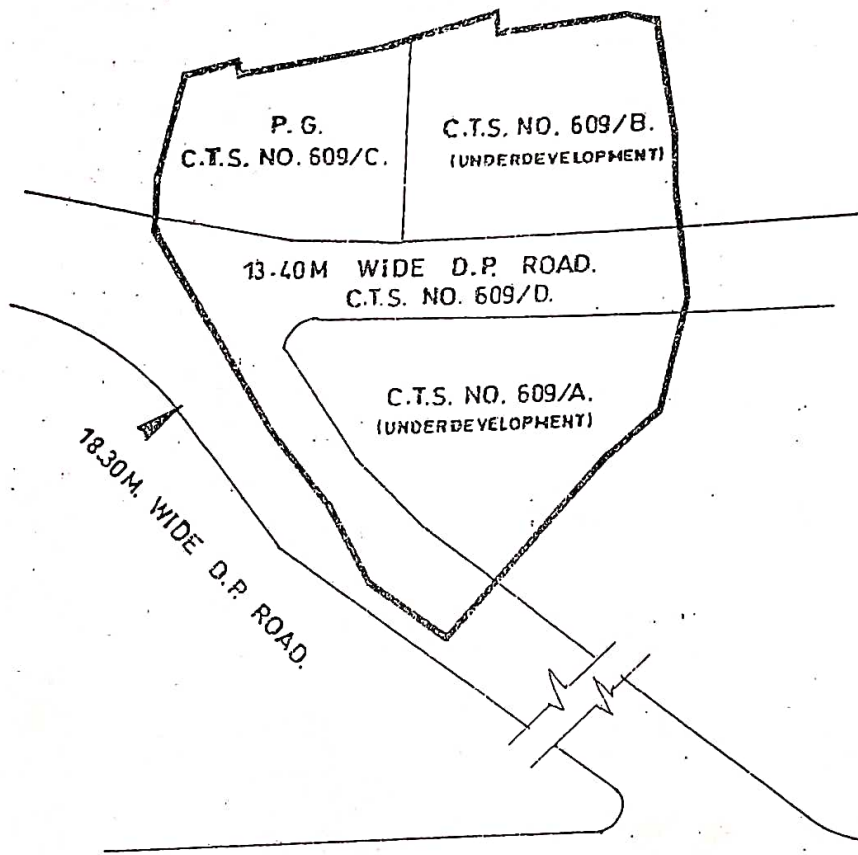 P. G.
C.T.S. NO. 609/C.
C.T.S. NO. 609/B.
(UNDERDEVELOPMENT)
13.40M WIDE D.P. ROAD.
C.T.S. NO. 609/D.
C.T.S. NO. 609/A.
(UNDERDEVELOPMENT)
18.30M. WIDE D.P. ROAD.